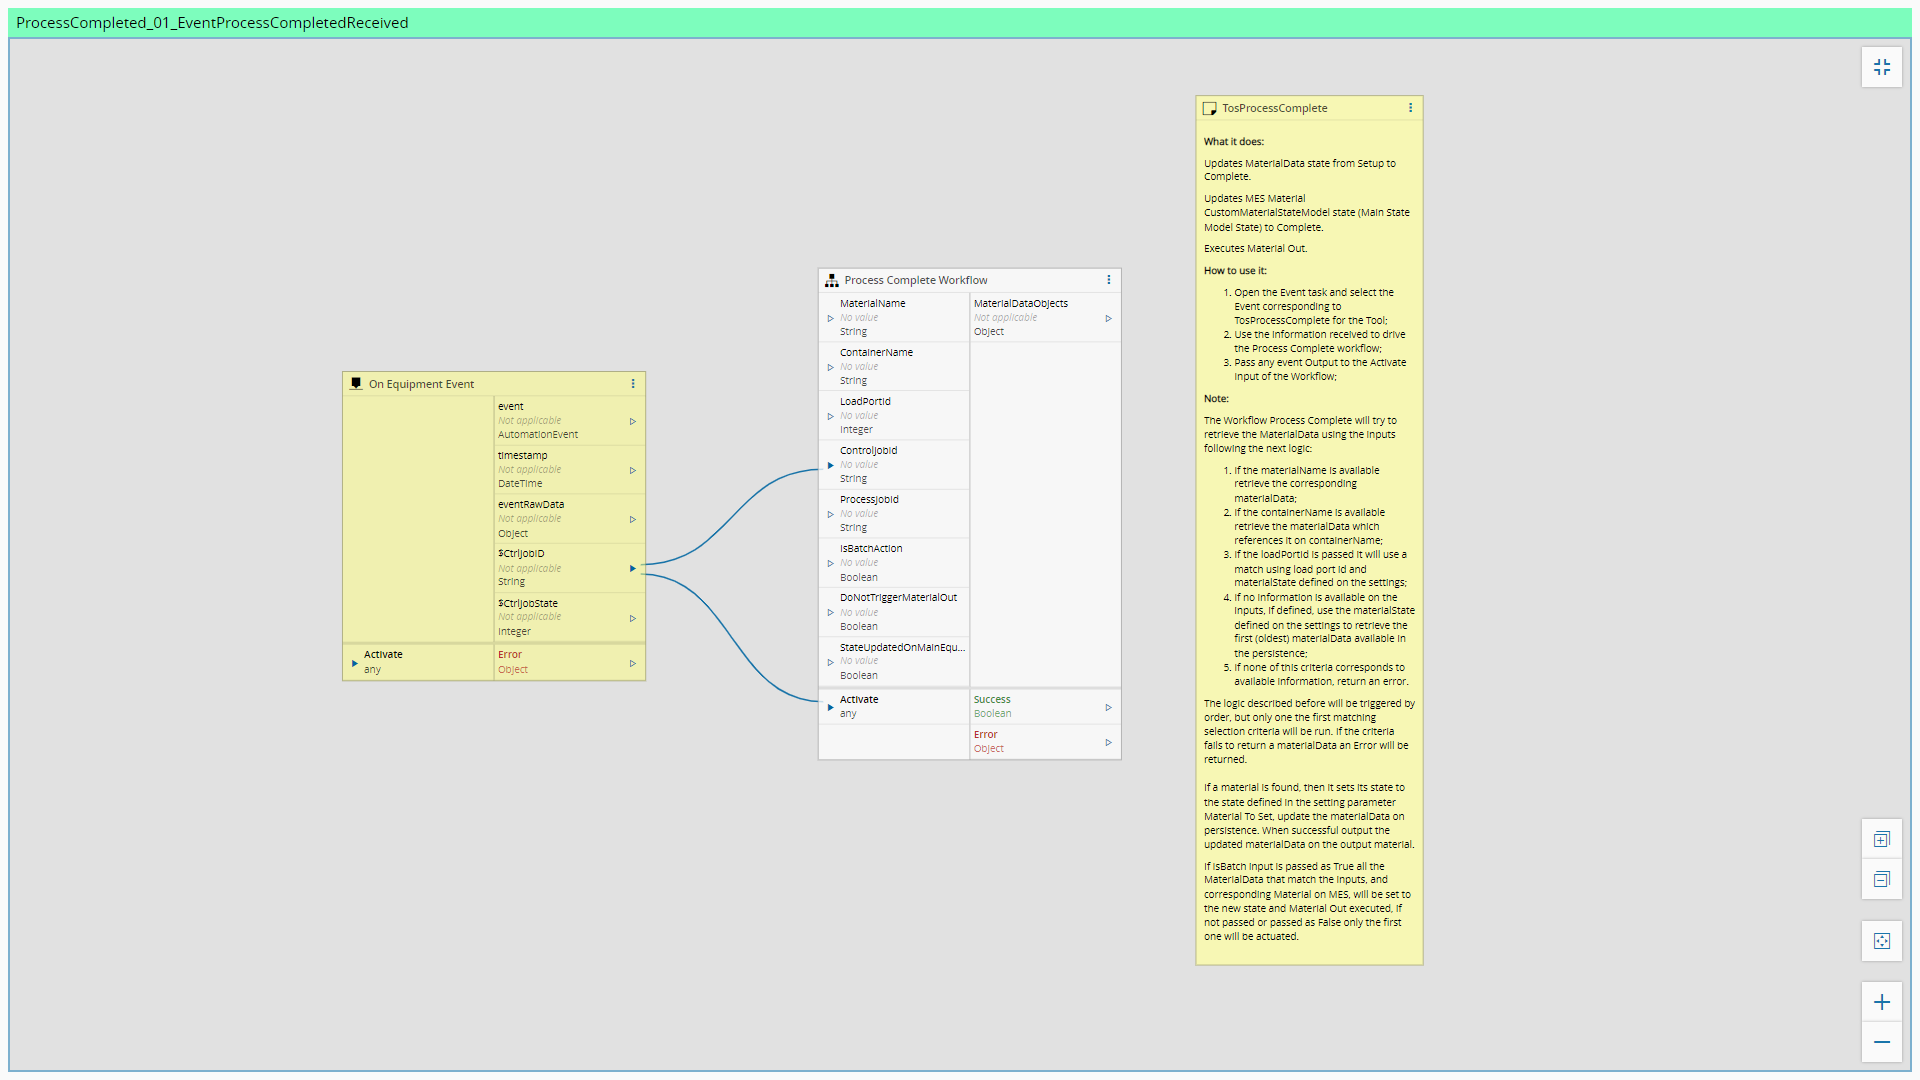 ProcessCompleted_01_EventProcessCompletedReceived
On Equipment Event
event
Not applicable
AutomationEvent
timestamp
Not applicable
DateTime
eventRawData
Not applicable
Object
$CtrlJobID
Not applicable
String
$CtrlJobState
Not applicable
Integer
Activate
any
Error
Object
Process Complete Workflow
MaterialName
No value
String
ContainerName
No value
String
LoadPortId
No value
Integer
ControlJobId
No value
String
ProcessJobId
No value
String
IsBatchAction
No value
Boolean
DoNotTriggerMaterialOut
No value
Boolean
StateUpdatedOnMainEqu...
No value
Boolean
MaterialDataObjects
Not applicable
Object
Activate
any
Success
Boolean
Error
Object
TosProcessComplete
What it does:
Updates MaterialData state from Setup to
Complete.
Updates MES Material
CustomMaterialStateModel state (Main State
Model State) to Complete.
Executes Material Out.
How to use it:
1. Open the Event task and select the
Event corresponding to
TosProcessComplete for the Tool;
2. Use the information received to drive
the Process Complete workflow;
3. Pass any event Output to the Activate
input of the Workflow;
Note:
The Workflow Process Complete will try to
retrieve the MaterialData using the inputs
following the next logic:
1. If the materialName is available
retrieve the corresponding
materialData;
2. If the containerName is available
retrieve the materialData which
references it on containerName;
3. If the loadPortId is passed it will use a
match using load port id and
materialState defined on the settings;
4. If no information is available on the
inputs, if defined, use the materialState
defined on the settings to retrieve the
first (oldest) materialData available in
the persistence;
5. If none of this criteria corresponds to
available information, return an error.
The logic described before will be triggered by
order, but only one the first matching
selection criteria will be run. If the criteria
fails to return a materialData an Error will be
returned.
If a material is found, then it sets its state to
the state defined in the setting parameter
Material To Set, update the materialData on
persistence. When successful output the
updated materialData on the output material.
If isBatch input is passed as True all the
MaterialData that match the inputs, and
corresponding Material on MES, will be set to
the new state and Material Out executed, if
not passed or passed as False only the first
one will be actuated.